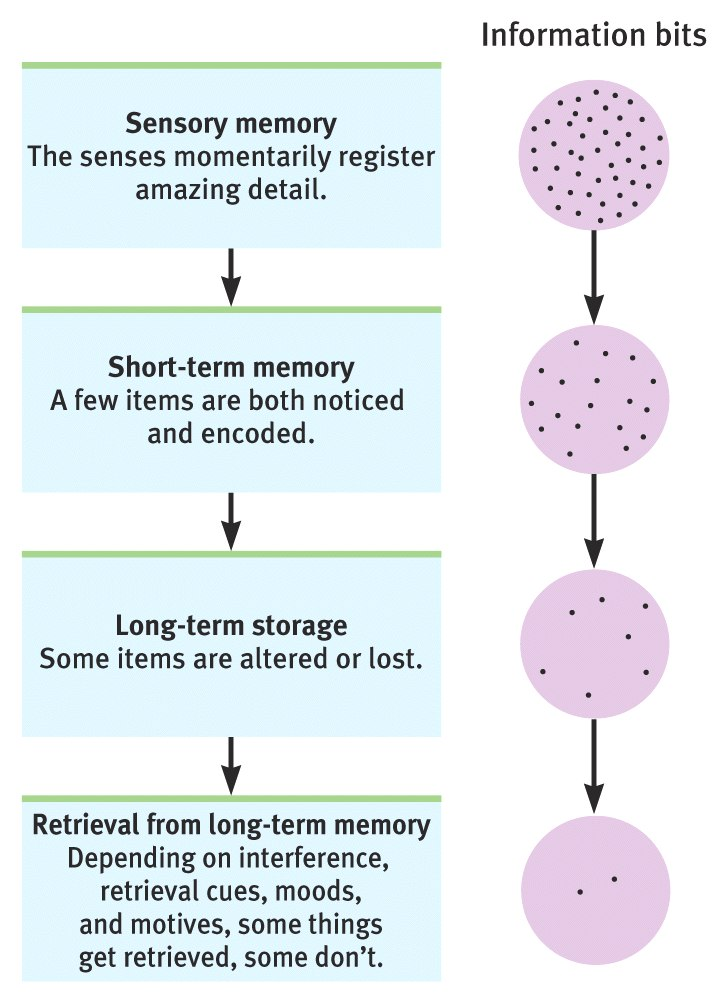 Information bits
Sensory memory
The senses momentarily register
amazing detail.
Short-term memory
A few items are both noticed
and encoded.
Long-term storage
Some items are altered or lost.
Retrieval from long-term memory
Depending on interference,
retrieval cues, moods,
and motives, some things
get retrieved, some don’t.